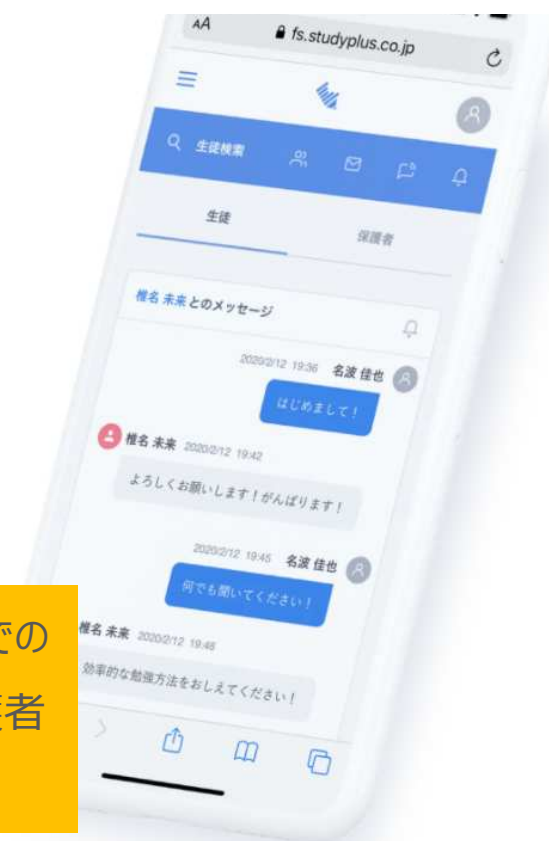 AA fs.studyplus.co.jp
生徒検索
生徒 保護者
椎名 未来 とのメッセージ
2020/2/12 19:36 名波 佳也
はじめまして！
椎名 未来 2020/2/12 19:42
よろしくお願いします！がんばります！
2020/2/12 19:45 名波 佳也
何でも聞いてください！
椎名 未来 2020/2/12 19:48
効率的な勉強方法をおしえてください！
での
者